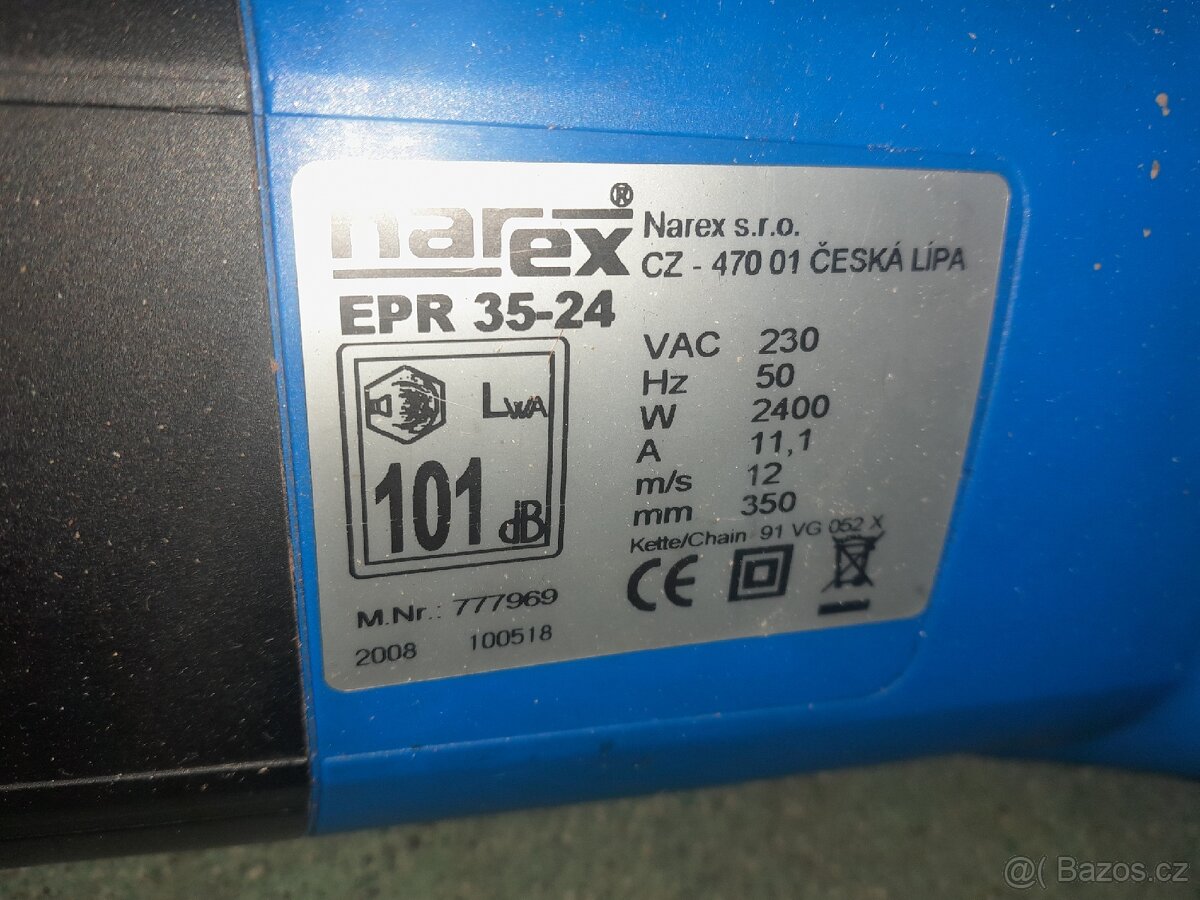 narex®
Narex s.r.o.
CZ - 470 01 ČESKÁ LÍPA
EPR 35-24
LWA
101 dB
VAC 230
Hz 50
W 2400
A 11,1
m/s 12
mm 350
Kette/Chain 91 VG 052 X
CE
M.Nr.: 777969
2008 100518
@( Bazos.cz